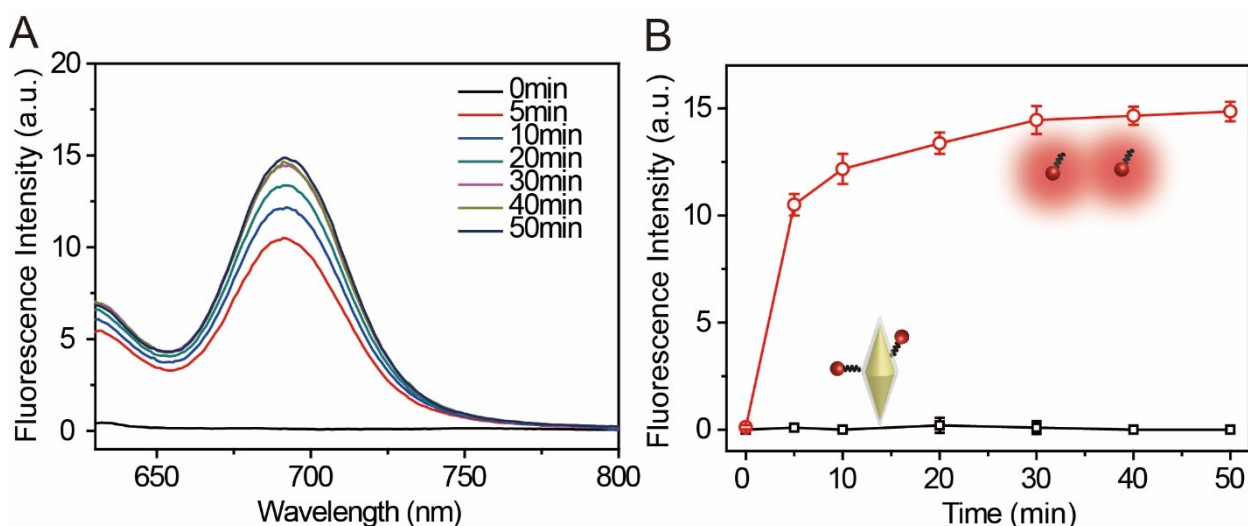 A
Fluorescence Intensity (a.u.)
20
15
10
5
0
0min
5min
10min
20min
30min
40min
50min
650
700
750
800
Wavelength (nm)
B
Fluorescence Intensity (a.u.)
15
10
5
0
0
10
20
30
40
50
Time (min)